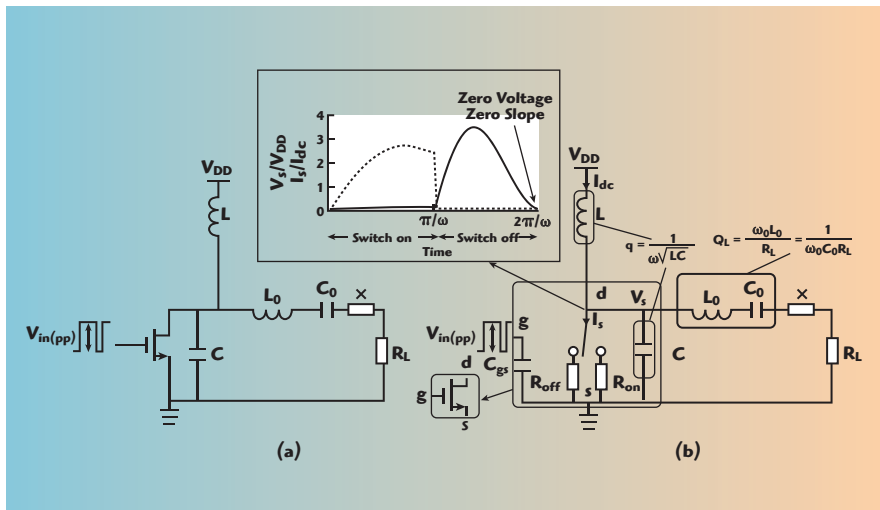 Zero Voltage
Zero Slope
4
3
2
1
0
V_s/V_DD
I_s/I_dc
π/ω
2π/ω
Switch on
Switch off
Time
V_DD
L
L_0
C_0
X
V_in(pp)
C
R_L
(a)
V_DD
I_dc
L
q = 1/(ω√LC)
Q_L = ω_0L_0/R_L = 1/(ω_0C_0R_L)
d
V_s
L_0
C_0
X
I_s
V_in(pp)
g
C_gs
R_off
s
R_on
C
R_L
d
g
s
(b)